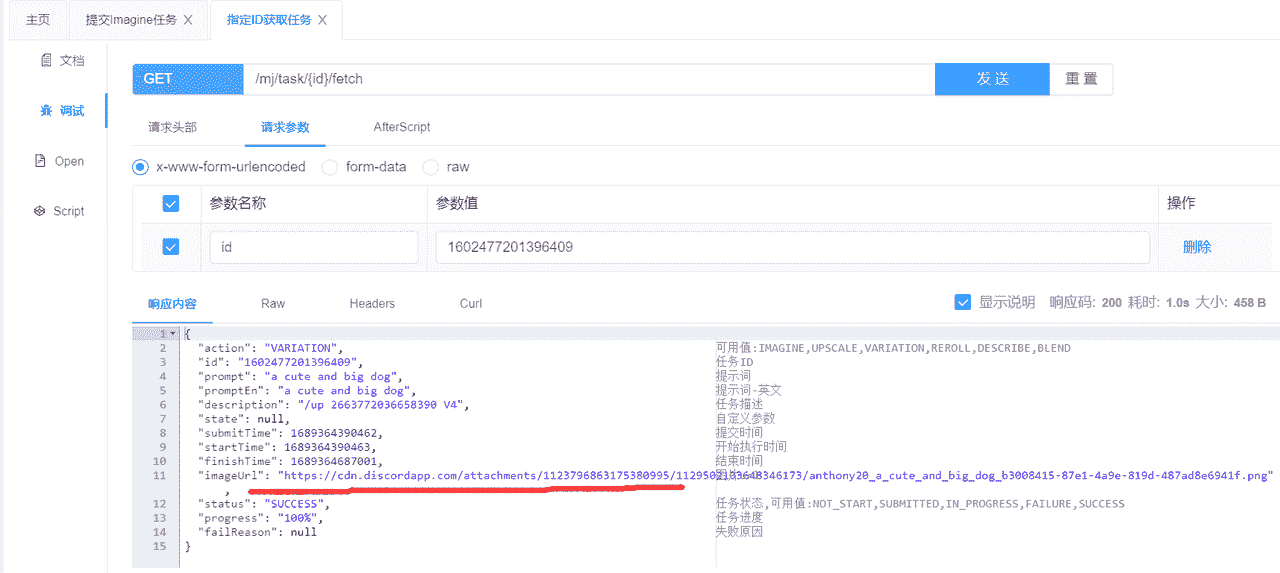 主页 提交Imagine任务 X 指定ID获取任务 X
文档
调试
Open
Script
GET /mj/task/{id}/fetch 发 送 重 置
请求头部 请求参数 AfterScript
x-www-form-urlencoded form-data raw
参数名称 参数值 操作
id 1602477201396409 删除
响应内容 Raw Headers Curl 显示说明 响应码: 200 耗时: 1.0s 大小: 458 B
1 {
2 "action": "VARIATION", 可用值:IMAGINE,UPSCALE,VARIATION,REROLL,DESCRIBE,BLEND
3 "id": "1602477201396409", 任务ID
4 "prompt": "a cute and big dog", 提示词
5 "promptEn": "a cute and big dog", 提示词-英文
6 "description": "/up 2663772036658390 V4", 任务描述
7 "state": null, 自定义参数
8 "submitTime": 1689364390462, 提交时间
9 "startTime": 1689364390463, 开始执行时间
10 "finishTime": 1689364687001, 结束时间
11 "imageUrl": "https://cdn.discordapp.com/attachments/1123796863175380995/
/anthony20_a_cute_and_big_dog_b3008415-87e1-4a9e-819d-487ad8e6941f.png"
,
12 "status": "SUCCESS", 任务状态,可用值:NOT_START,SUBMITTED,IN_PROGRESS,FAILURE,SUCCESS
13 "progress": "100%", 任务进度
14 "failReason": null 失败原因
15 }